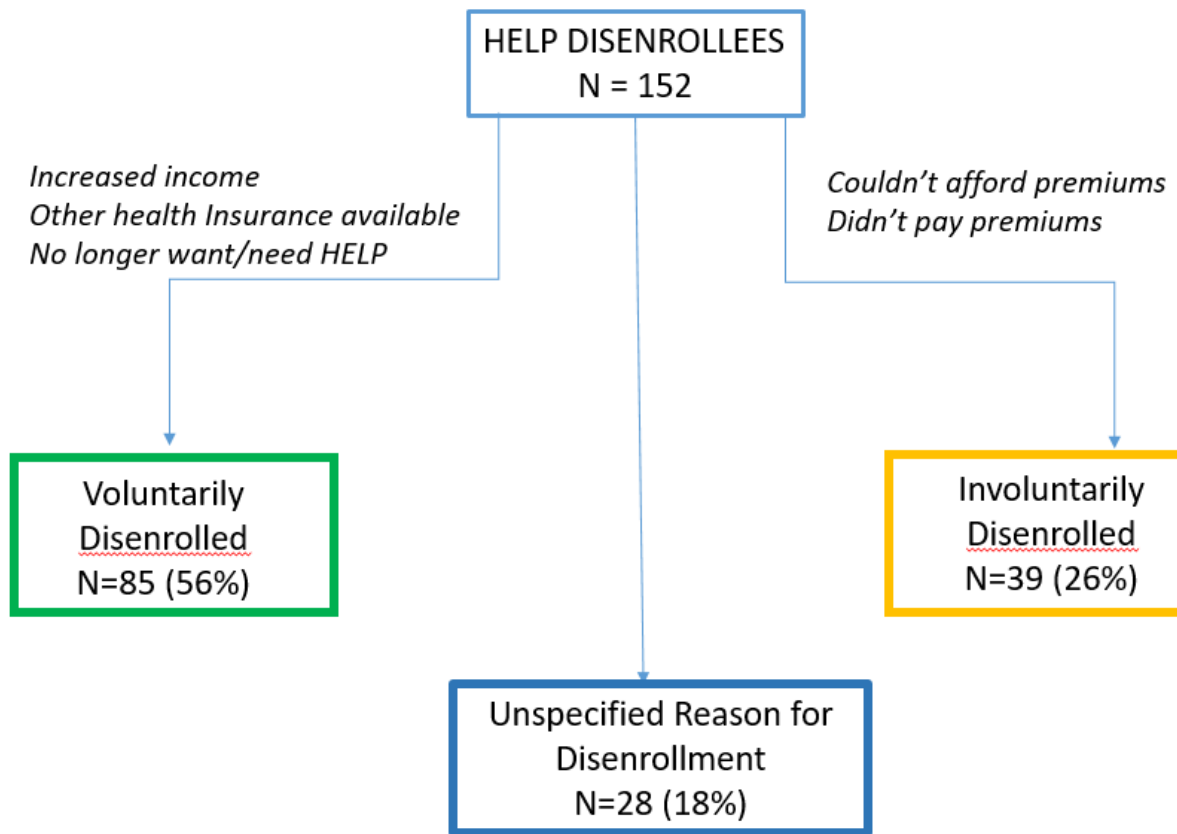 HELP DISENROLLEES
N = 152
Increased income
Other health Insurance available
No longer want/need HELP
Couldn’t afford premiums
Didn’t pay premiums
Voluntarily
Disenrolled
N=85 (56%)
Involuntarily
Disenrolled
N=39 (26%)
Unspecified Reason for
Disenrollment
N=28 (18%)